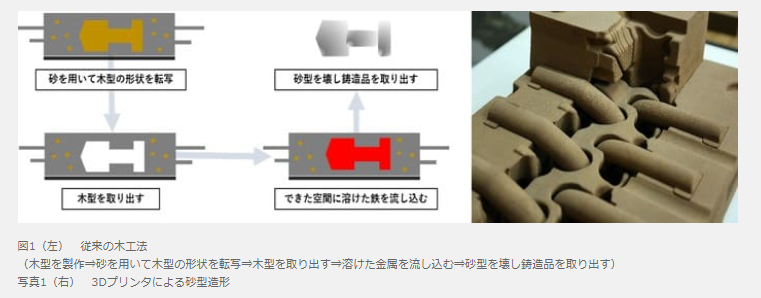 砂を用いて木型の形状を転写
砂型を壊し鋳造品を取り出す
木型を取り出す
できた空間に溶けた鉄を流し込む
図1（左）　従来の木工法
（木型を製作⇒砂を用いて木型の形状を転写⇒木型を取り出す⇒溶けた金属を流し込む⇒砂型を壊し鋳造品を取り出す）
写真1（右）　3Dプリンタによる砂型造形